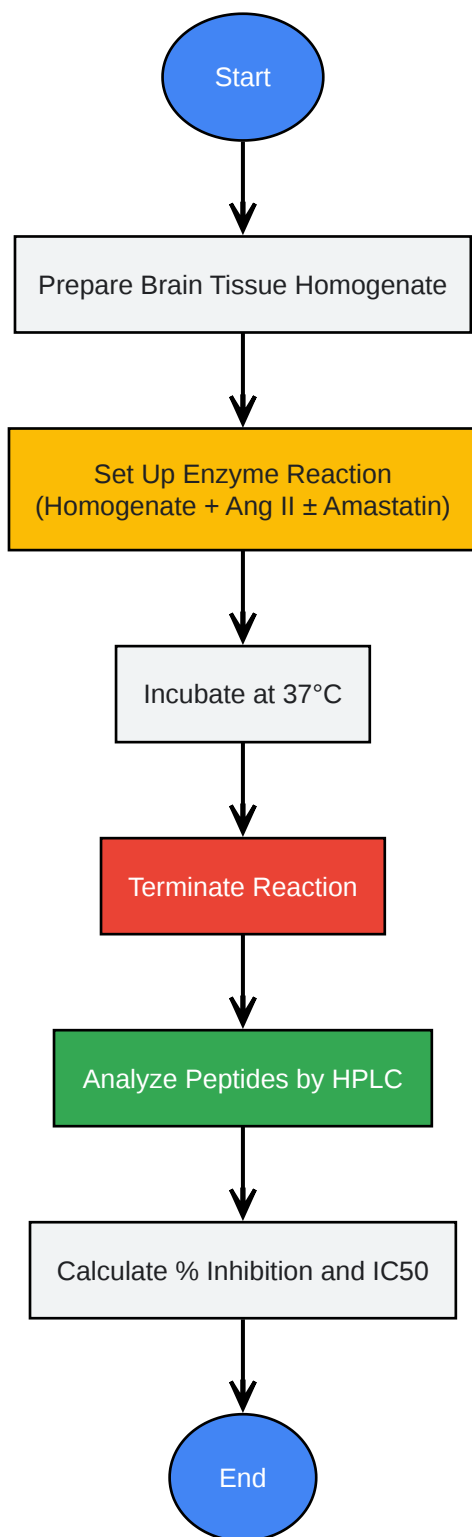 Start
Prepare Brain Tissue Homogenate
Set Up Enzyme Reaction
(Homogenate + Ang II ± Amastatin)
Incubate at 37°C
Terminate Reaction
Analyze Peptides by HPLC
Calculate % Inhibition and IC50
End